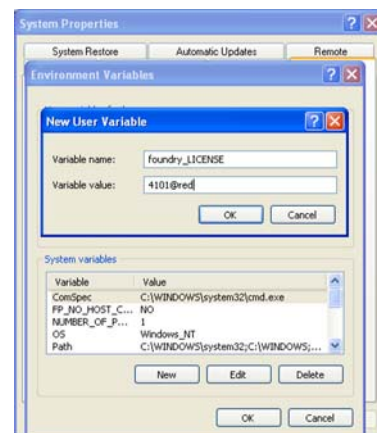 System Properties
System Restore Automatic Updates Remote
Environment Variables
New User Variable
Variable name: foundry_LICENSE
Variable value: 4101@red
OK Cancel
System variables
Variable Value
ComSpec C:\WINDOWS\system32\cmd.exe
FP_NO_HOST_C... NO
NUMBER_OF_P... 1
OS Windows_NT
Path C:\WINDOWS\system32;C:\WINDOWS;...
New Edit Delete
OK Cancel